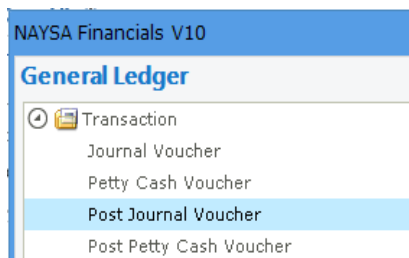 NAYSA Financials V10
General Ledger
Transaction
Journal Voucher
Petty Cash Voucher
Post Journal Voucher
Post Petty Cash Voucher